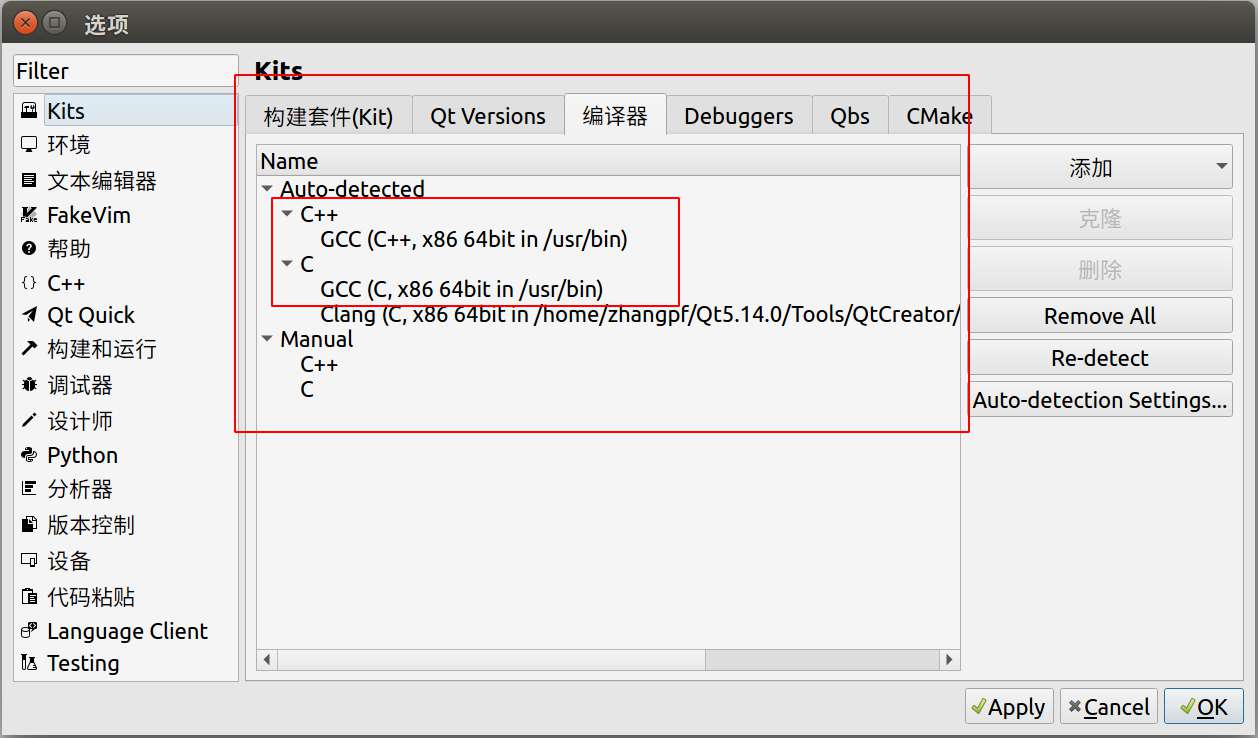 选项
Filter
Kits
环境
文本编辑器
FakeVim
帮助
C++
Qt Quick
构建和运行
调试器
设计师
Python
分析器
版本控制
设备
代码粘贴
Language Client
Testing
Kits
构建套件(Kit) Qt Versions 编译器 Debuggers Qbs CMake
Name
Auto-detected
C++
GCC (C++, x86 64bit in /usr/bin)
C
GCC (C, x86 64bit in /usr/bin)
Clang (C, x86 64bit in /home/zhangpf/Qt5.14.0/Tools/QtCreator/
Manual
C++
C
添加
克隆
删除
Remove All
Re-detect
Auto-detection Settings...
Apply Cancel OK